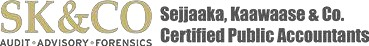 SK&CO
AUDIT•ADVISORY•FORENSICS
Sejjaaka, Kaawaase & Co.
Certified Public Accountants